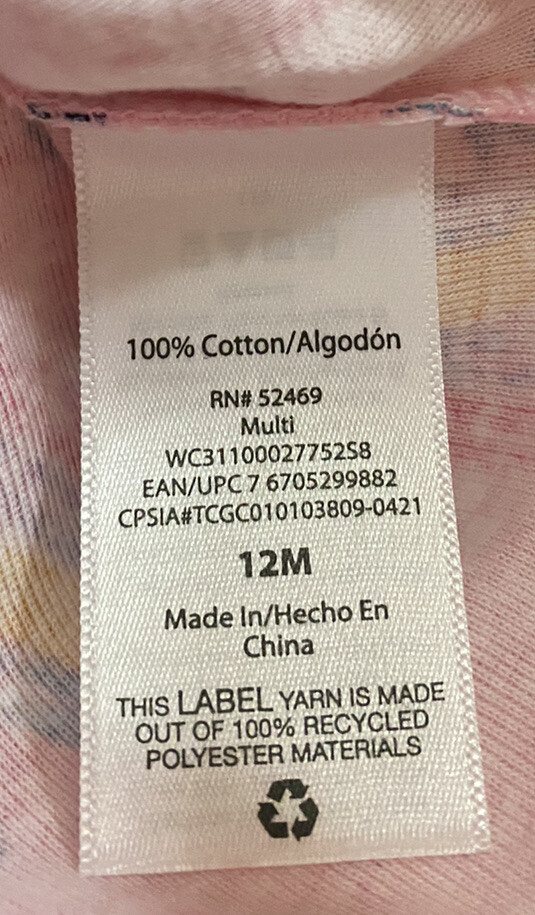 100% Cotton/Algodón
RN# 52469
Multi
WC31100027752S8
EAN/UPC 7 6705299882
CPSIA#TCGC010103809-0421
12M
Made In/Hecho En
China
THIS LABEL YARN IS MADE
OUT OF 100% RECYCLED
POLYESTER MATERIALS